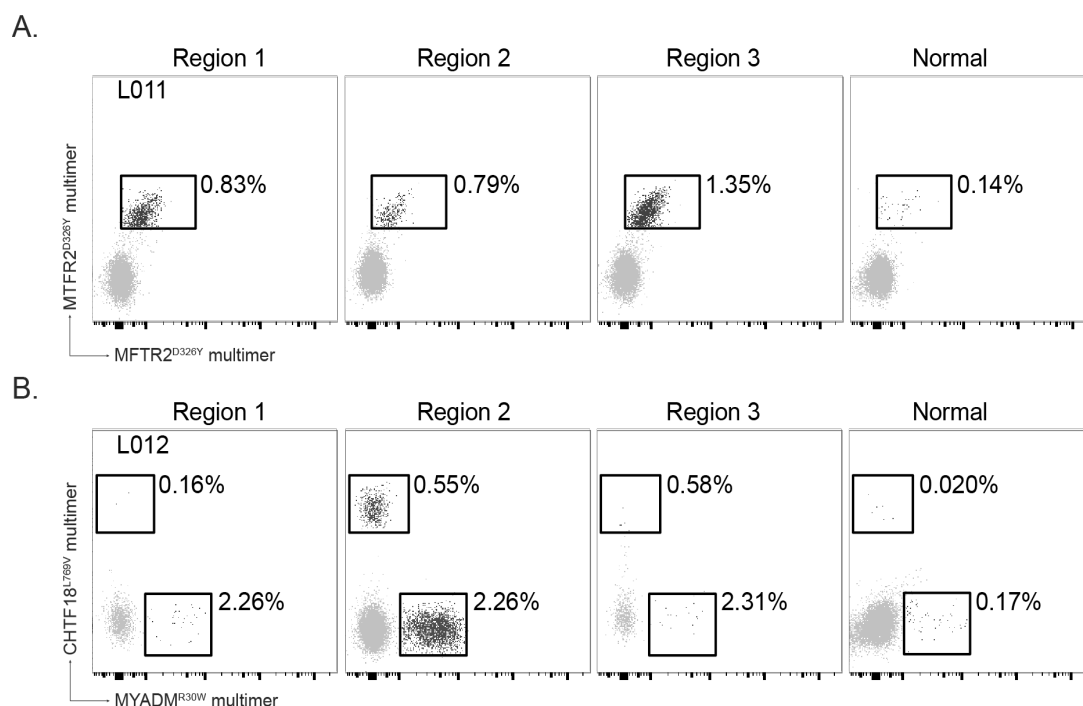 A.
Region 1 Region 2 Region 3 Normal
L011
0.83% 0.79% 1.35% 0.14%
MTFR2D326Y multimer
MFTR2D326Y multimer
B.
Region 1 Region 2 Region 3 Normal
L012
0.16% 0.55% 0.58% 0.020%
2.26% 2.26% 2.31% 0.17%
CHTF18L769V multimer
MYADMR30W multimer